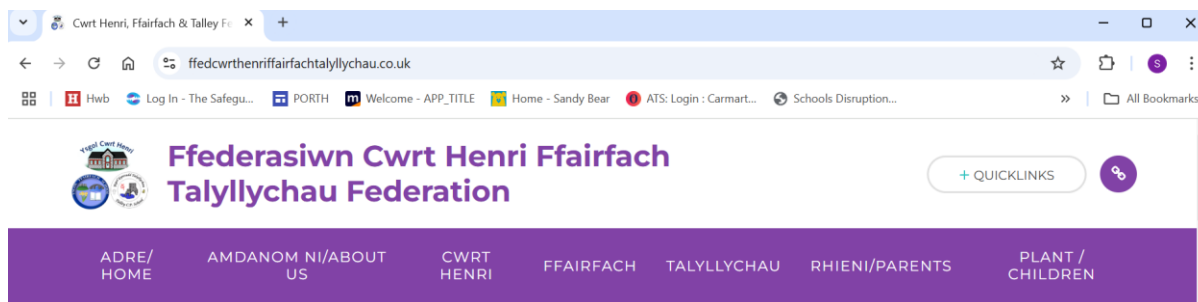 Cwrt Henri, Ffairfach & Talley Fe
ffedcwrthenriffairfachtalyllychau.co.uk
S
Hwb Log In - The Safegu... PORTH Welcome - APP_TITLE Home - Sandy Bear ATS: Login : Carmart... Schools Disruption... » All Bookmarks
Ysgol Cwrt Henri
Ffederasiwn Cwrt Henri Ffairfach
Talyllychau Federation
+ QUICKLINKS
ADRE/ HOME
AMDANOM NI/ABOUT US
CWRT HENRI
FFAIRFACH
TALYLLYCHAU
RHIENI/PARENTS
PLANT / CHILDREN